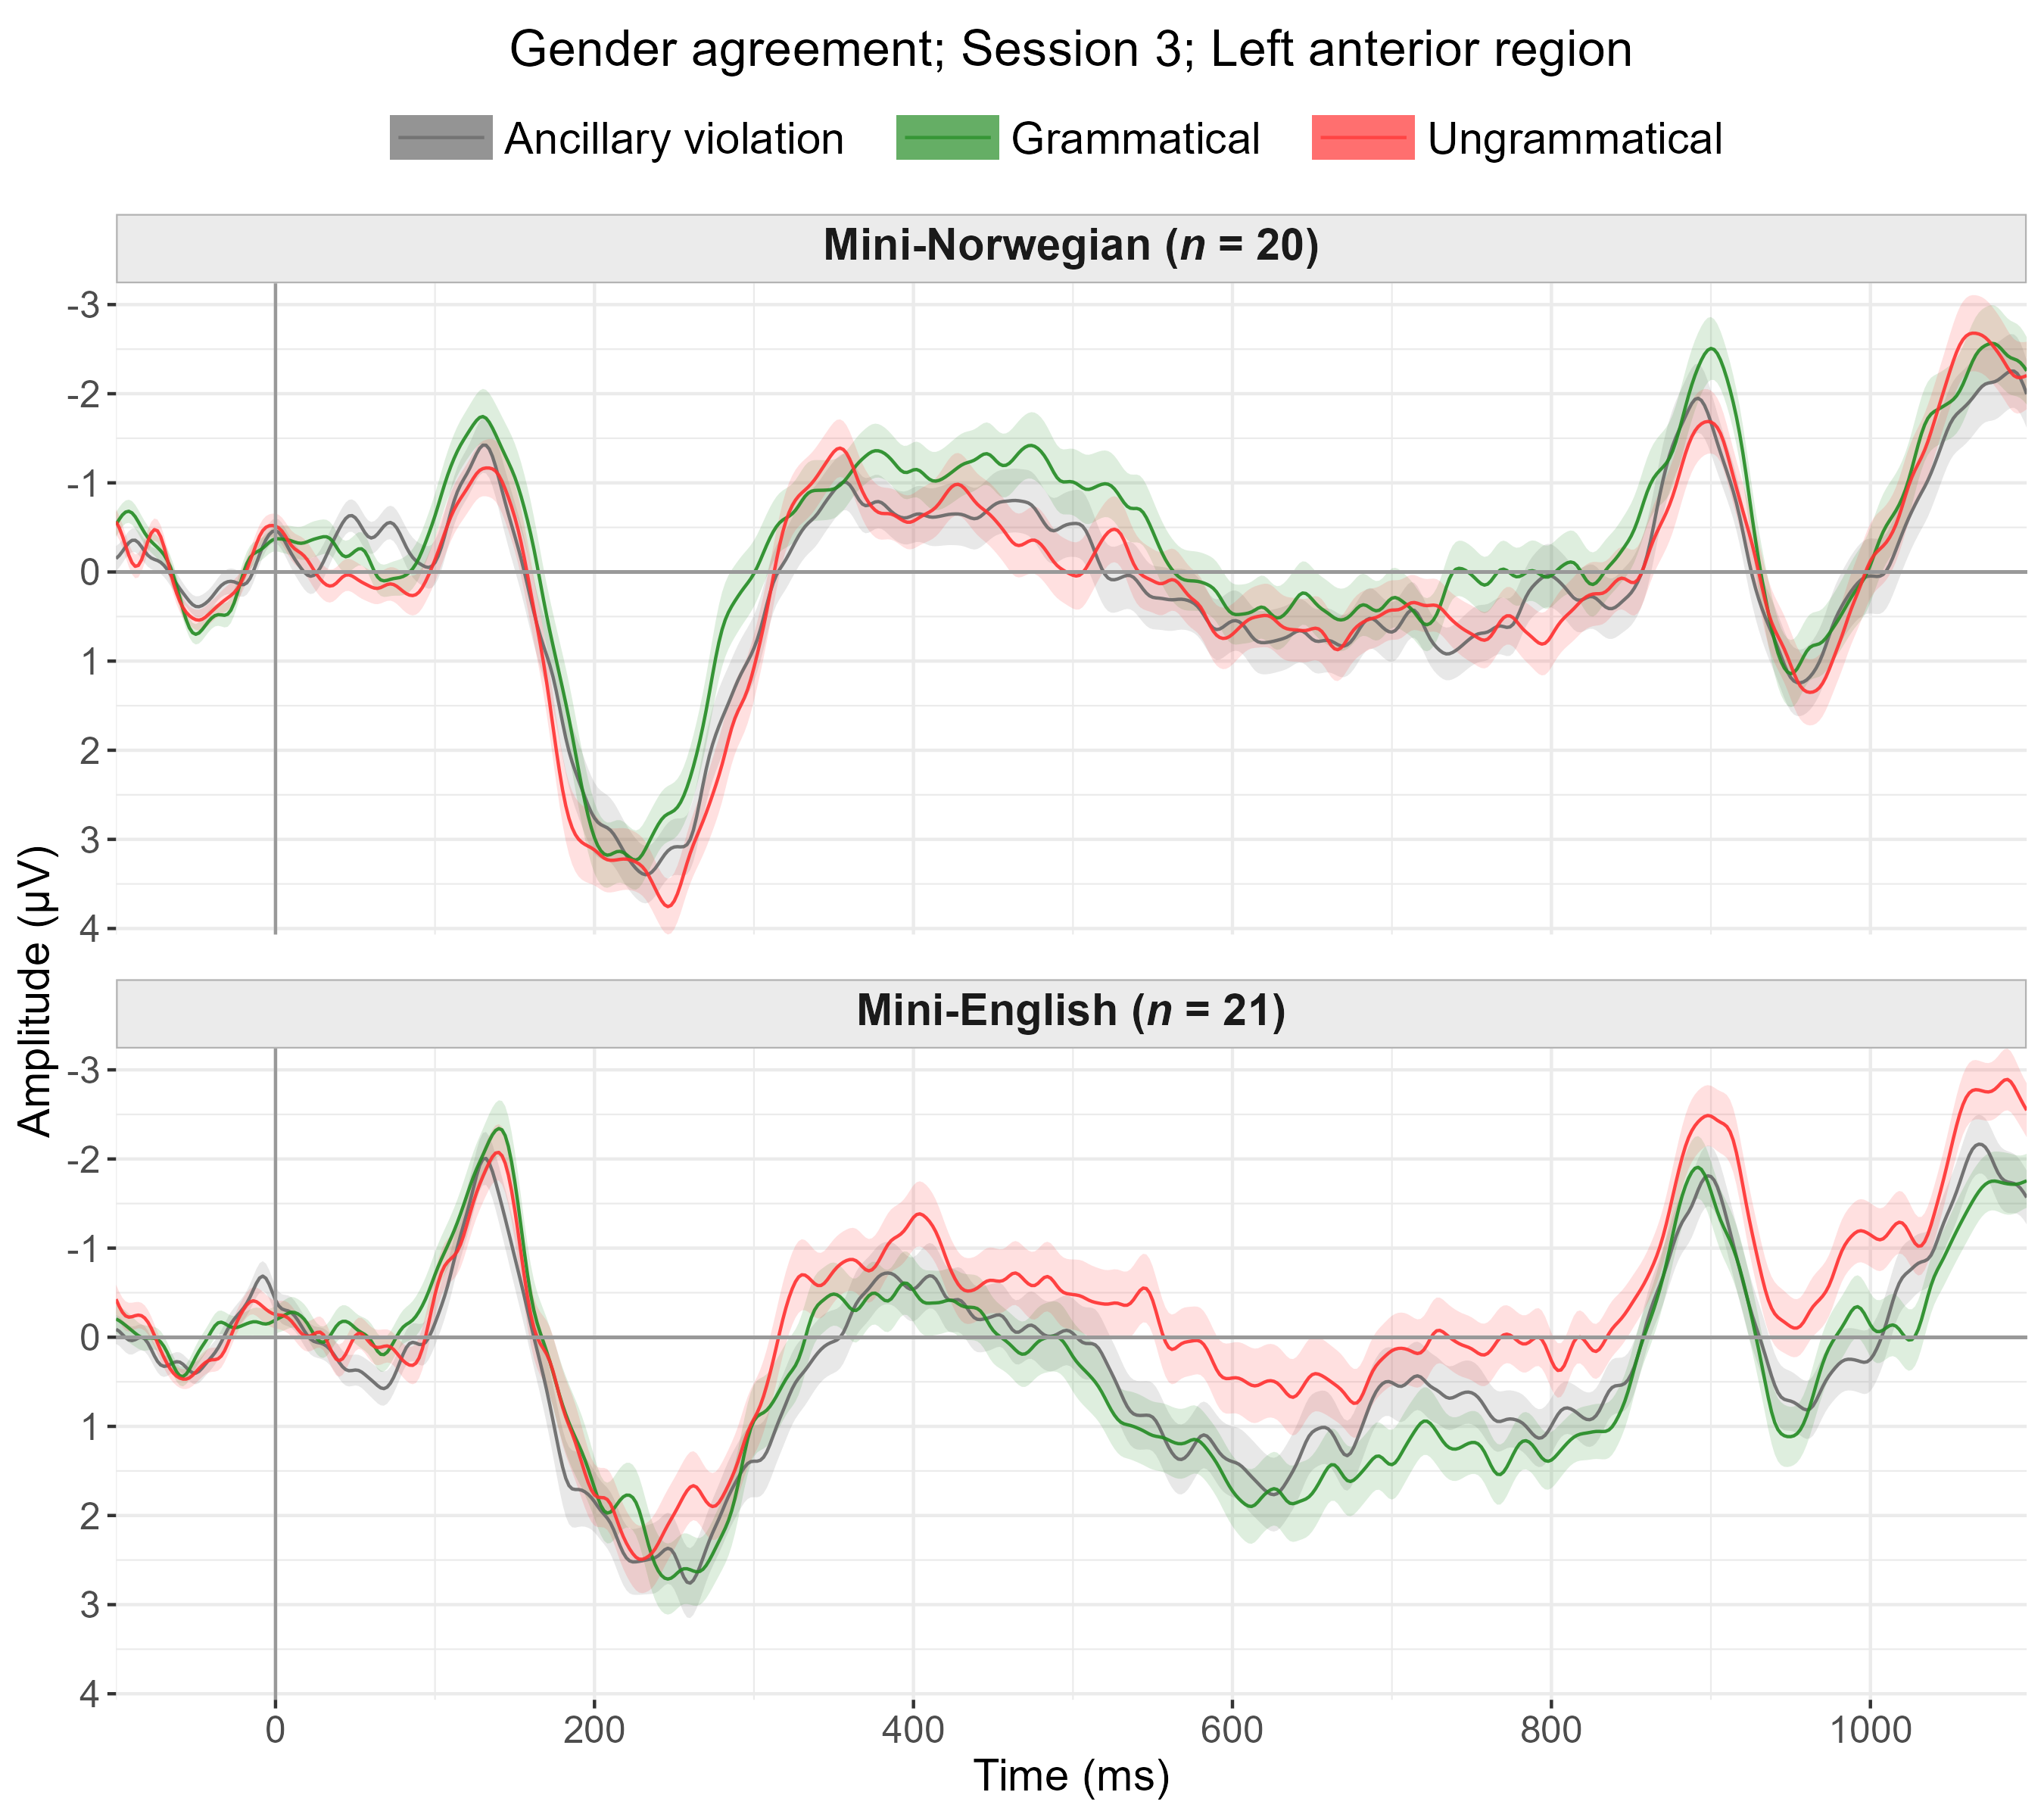 Gender agreement; Session 3; Left anterior region
Ancillary violation Grammatical Ungrammatical
Mini-Norwegian (n = 20)
-3
-2
-1
0
1
2
3
4
Mini-English (n = 21)
-3
-2
-1
0
1
2
3
4
Amplitude (µV)
0 200 400 600 800 1000
Time (ms)